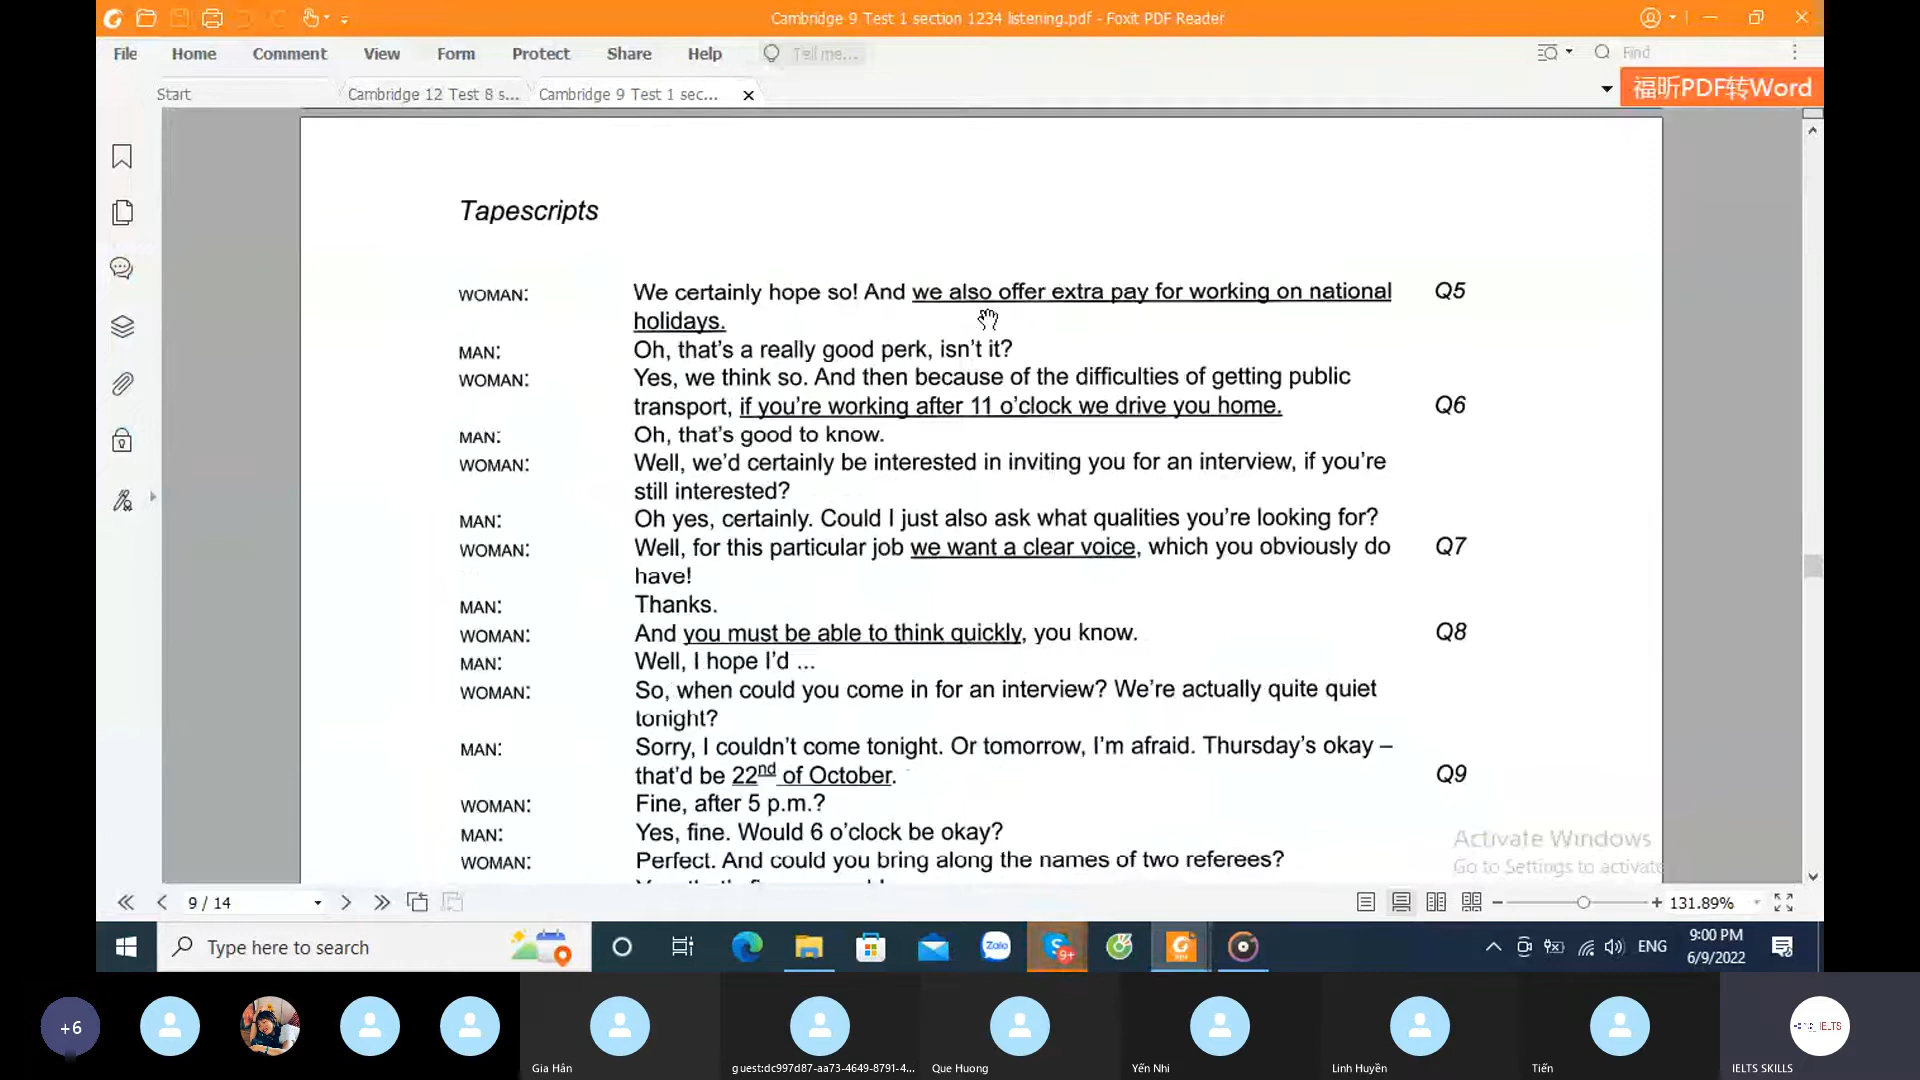 Cambridge 9 Test 1 section 1234 listening.pdf - Foxit PDF Reader
File Home Comment View Form Protect Share Help Tell me... Find
Start Cambridge 12 Test 8 s... Cambridge 9 Test 1 sec... 福昕PDF转Word
Tapescripts
WOMAN: We certainly hope so! And we also offer extra pay for working on national Q5
holidays.
MAN: Oh, that's a really good perk, isn't it?
WOMAN: Yes, we think so. And then because of the difficulties of getting public
transport, if you're working after 11 o'clock we drive you home. Q6
MAN: Oh, that's good to know.
WOMAN: Well, we'd certainly be interested in inviting you for an interview, if you're
still interested?
MAN: Oh yes, certainly. Could I just also ask what qualities you're looking for?
WOMAN: Well, for this particular job we want a clear voice, which you obviously do Q7
have!
MAN: Thanks.
WOMAN: And you must be able to think quickly, you know. Q8
MAN: Well, I hope I'd ...
WOMAN: So, when could you come in for an interview? We're actually quite quiet
tonight?
MAN: Sorry, I couldn't come tonight. Or tomorrow, I'm afraid. Thursday's okay –
that'd be 22nd of October. Q9
WOMAN: Fine, after 5 p.m.?
MAN: Yes, fine. Would 6 o'clock be okay?
WOMAN: Perfect. And could you bring along the names of two referees?
Activate Windows
Go to Settings to activate
9 / 14 131.89%
Type here to search Zalo 9+ ENG 9:00 PM
6/9/2022
+6 IELTS
Gia Hân guest:dc997d87-aa73-4649-8791-4... Que Huong Yến Nhi Linh Huyền Tiến IELTS SKILLS